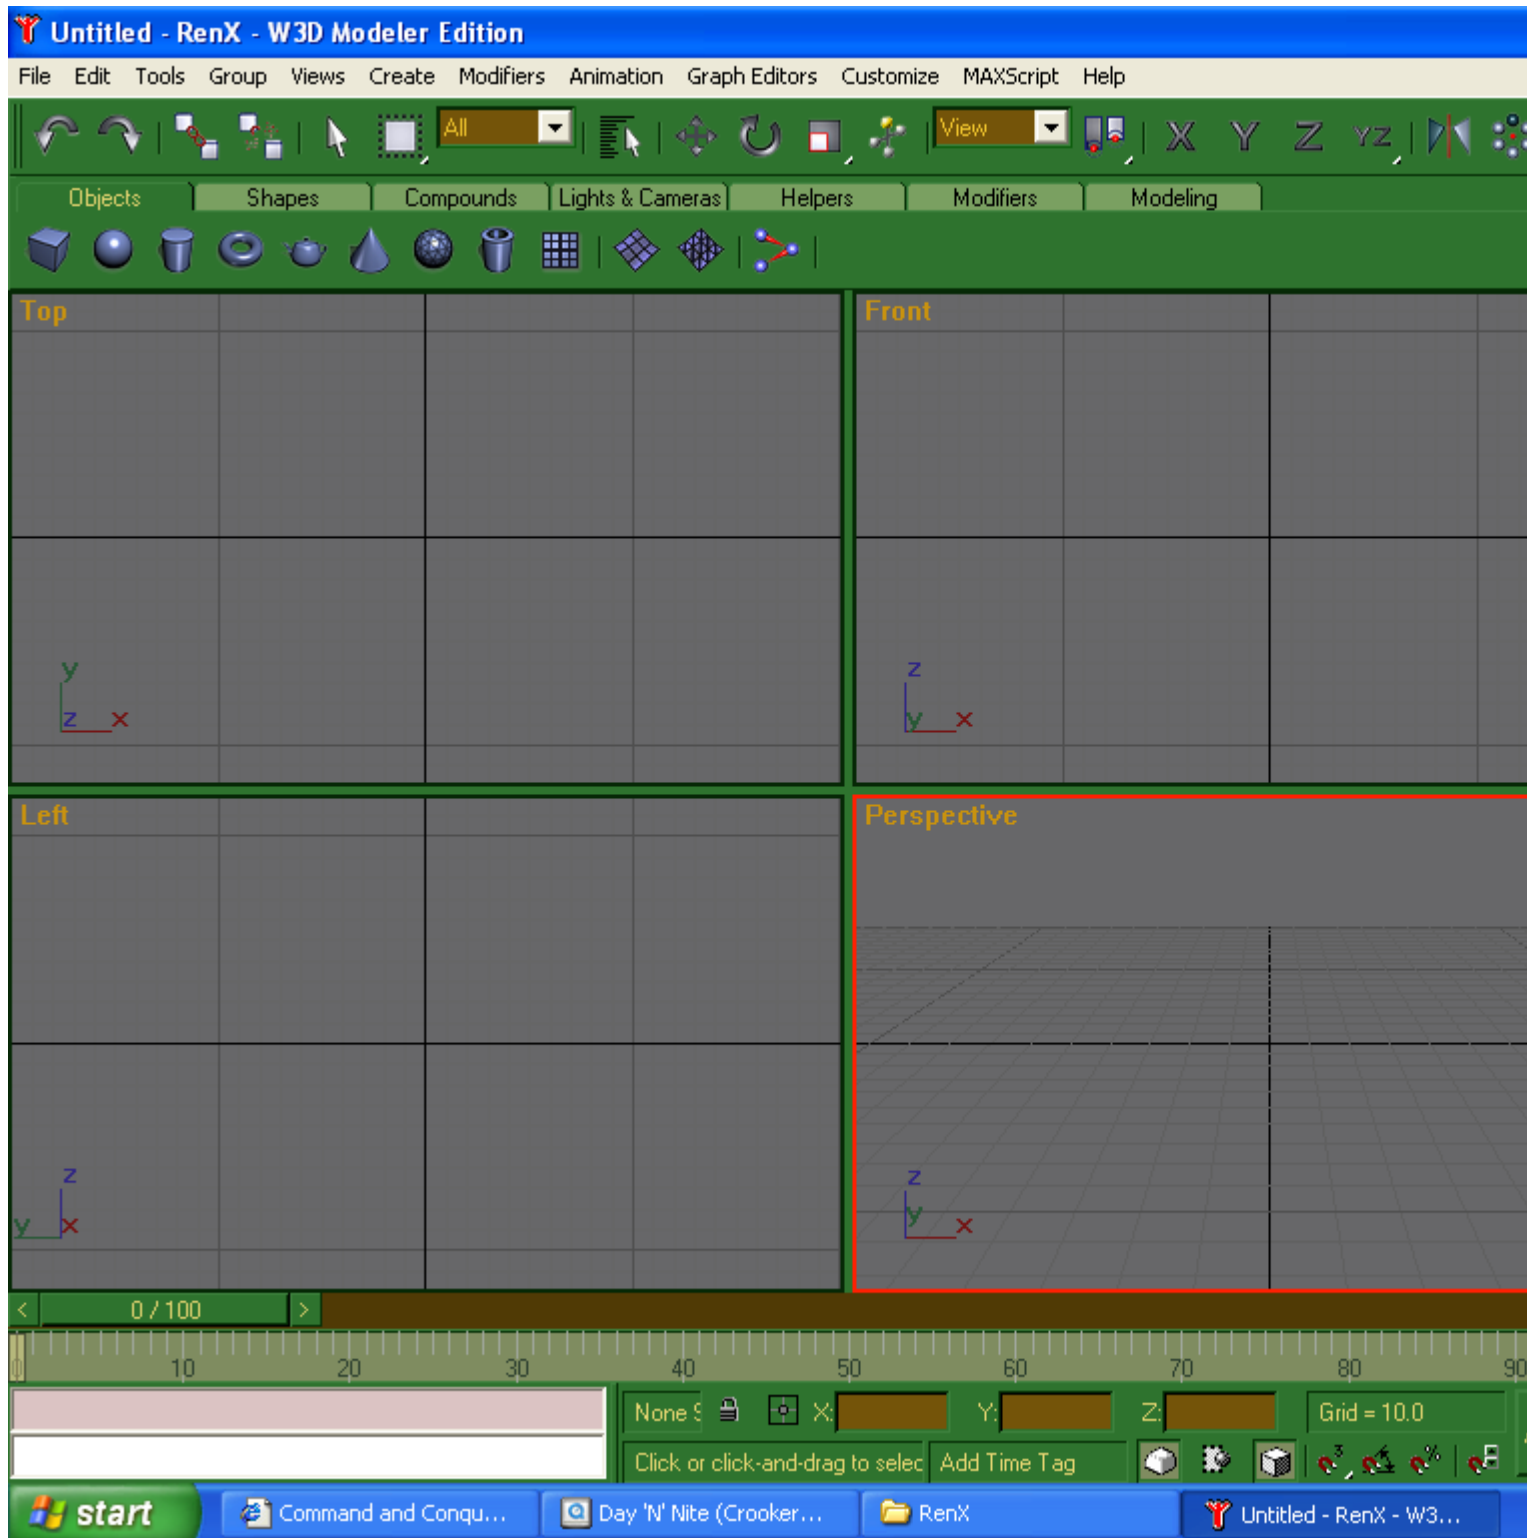 Untitled - RenX - W3D Modeler Edition
File Edit Tools Group Views Create Modifiers Animation Graph Editors Customize MAXScript Help
All View X Y Z YZ
Objects Shapes Compounds Lights & Cameras Helpers Modifiers Modeling
Top Front
y z
z x y x
Left Perspective
z z
y x y x
< 0 / 100 >
0 10 20 30 40 50 60 70 80 90
None S X: Y: Z: Grid = 10.0
Click or click-and-drag to selec Add Time Tag 3 %
start Command and Conqu... Day 'N' Nite (Crooker... RenX Untitled - RenX - W3...